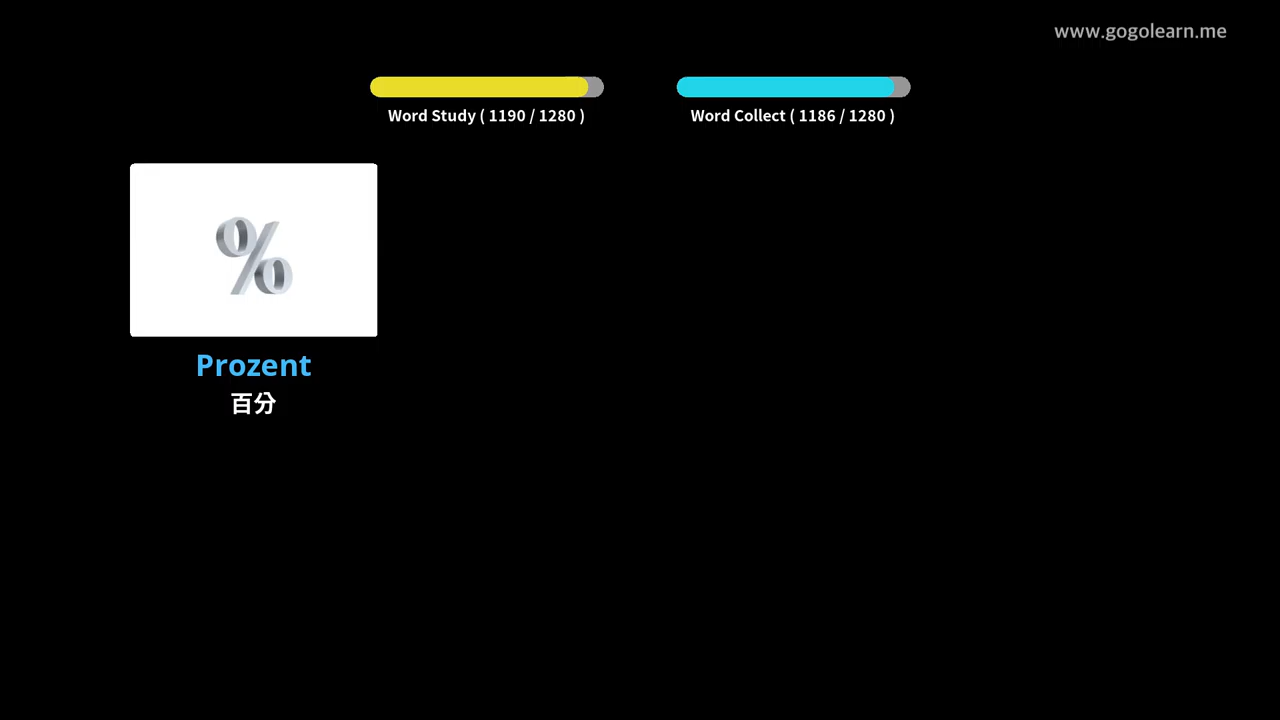 www.gogolearn.me
Word Study ( 1190 / 1280 )
Word Collect ( 1186 / 1280 )
%
Prozent
百分